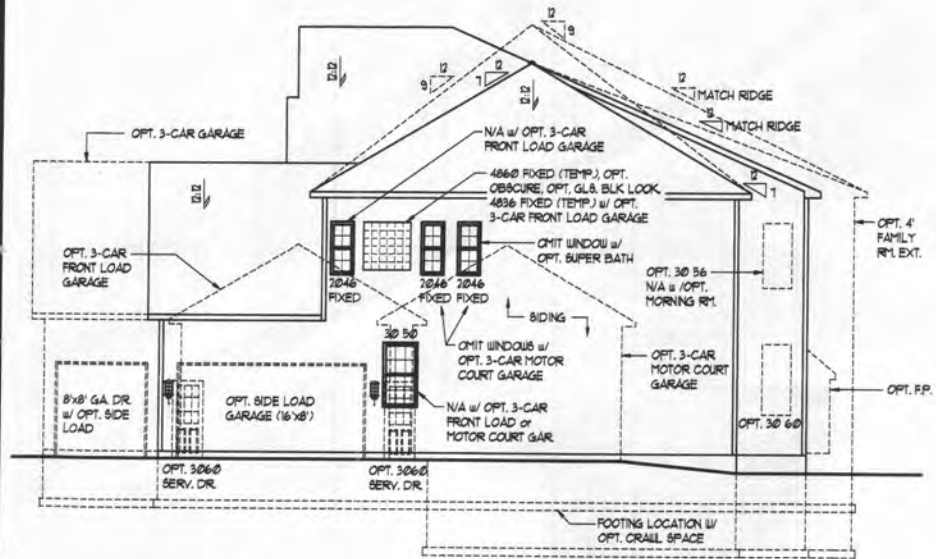 12
9
12
9
12
7
12:12
12:12
12
MATCH RIDGE
12
MATCH RIDGE
OPT. 3-CAR GARAGE
N/A w/ OPT. 3-CAR
FRONT LOAD GARAGE
4860 FIXED (TEMP.), OPT.
OBSCURE, OPT. GLS. BLK LOOK,
4836 FIXED (TEMP.) w/ OPT.
3-CAR FRONT LOAD GARAGE
12:12
12
7
OPT. 3-CAR
FRONT LOAD
GARAGE
OMIT WINDOW w/
OPT. SUPER BATH
OPT. 4'
FAMILY
RM. EXT.
OPT. 30 56
N/A w /OPT.
MORNING RM.
2046
FIXED
2046
FIXED
2046
FIXED
SIDING
30 50
OMIT WINDOWS w/
OPT. 3-CAR MOTOR
COURT GARAGE
OPT. 3-CAR
MOTOR COURT
GARAGE
OPT. F.P.
8'x8' GA. DR.
w/ OPT. SIDE
LOAD
OPT. SIDE LOAD
GARAGE (16'x8')
N/A w/ OPT. 3-CAR
FRONT LOAD or
MOTOR COURT GAR.
OPT. 30 60
OPT. 3060
SERV. DR.
OPT. 3060
SERV. DR.
FOOTING LOCATION W/
OPT. CRAWL SPACE